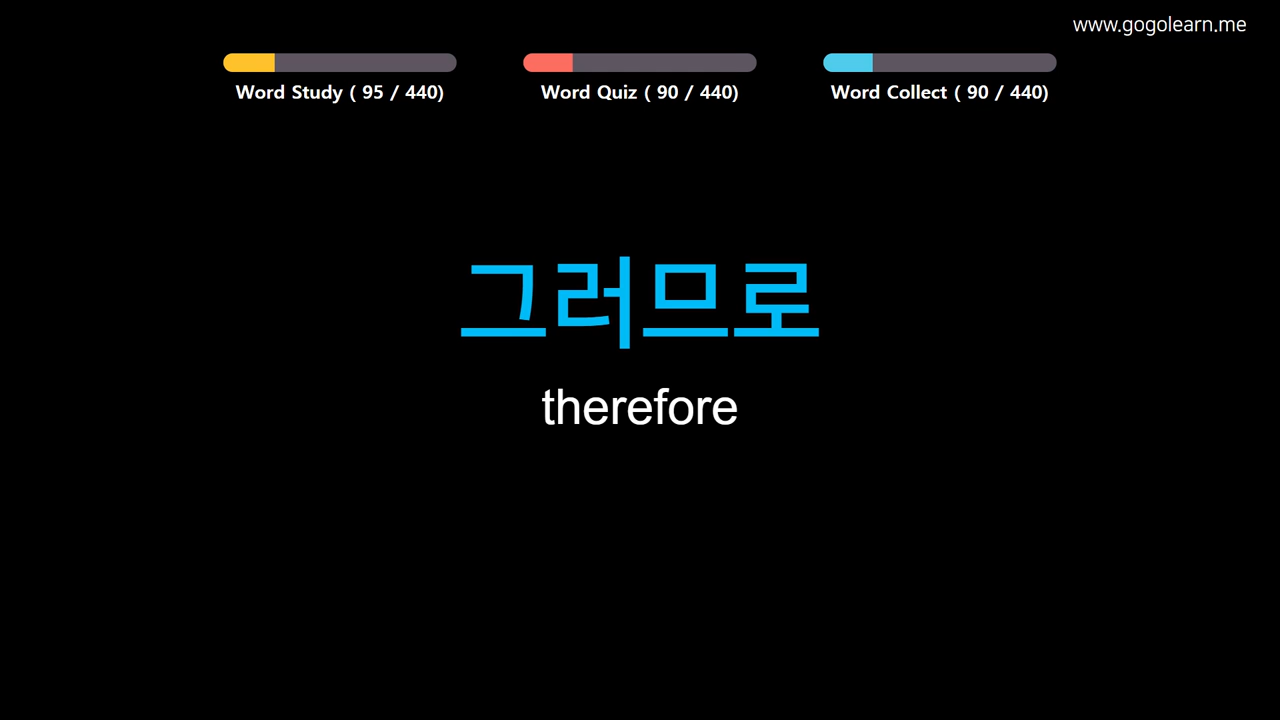 www.gogolearn.me
Word Study ( 95 / 440)
Word Quiz ( 90 / 440)
Word Collect ( 90 / 440)
그러므로
therefore